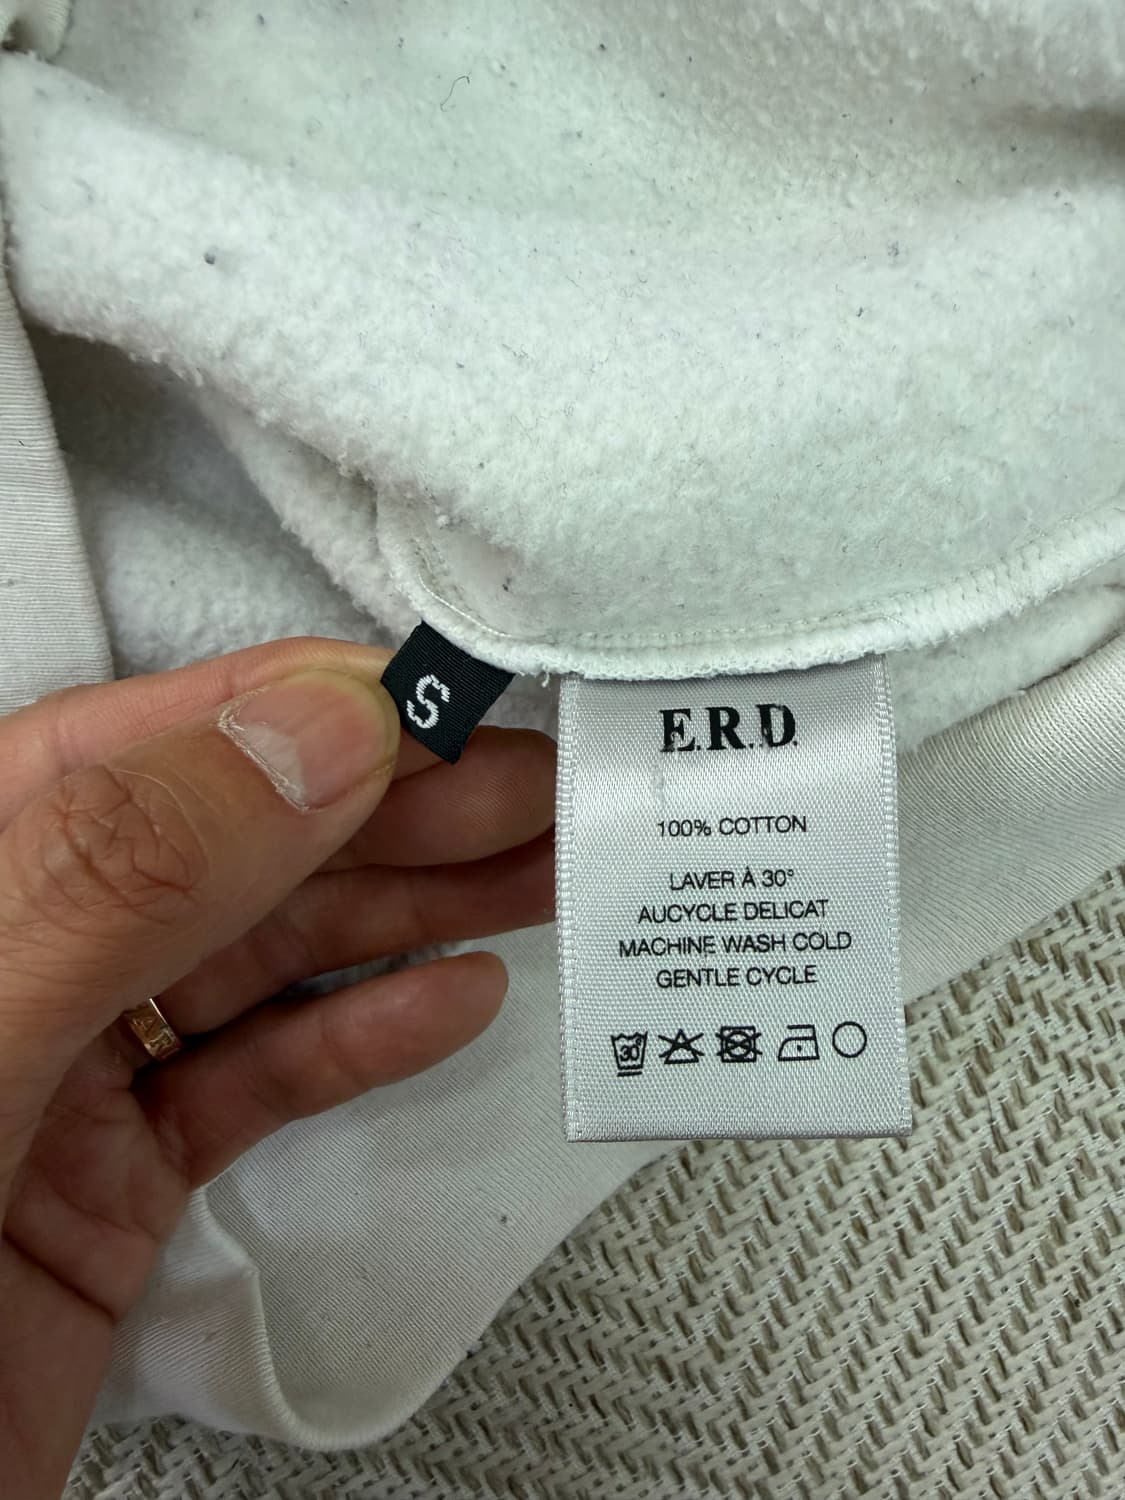 S
E.R.D.
100% COTTON
LAVER À 30°
AUCYCLE DELICAT
MACHINE WASH COLD
GENTLE CYCLE
30°